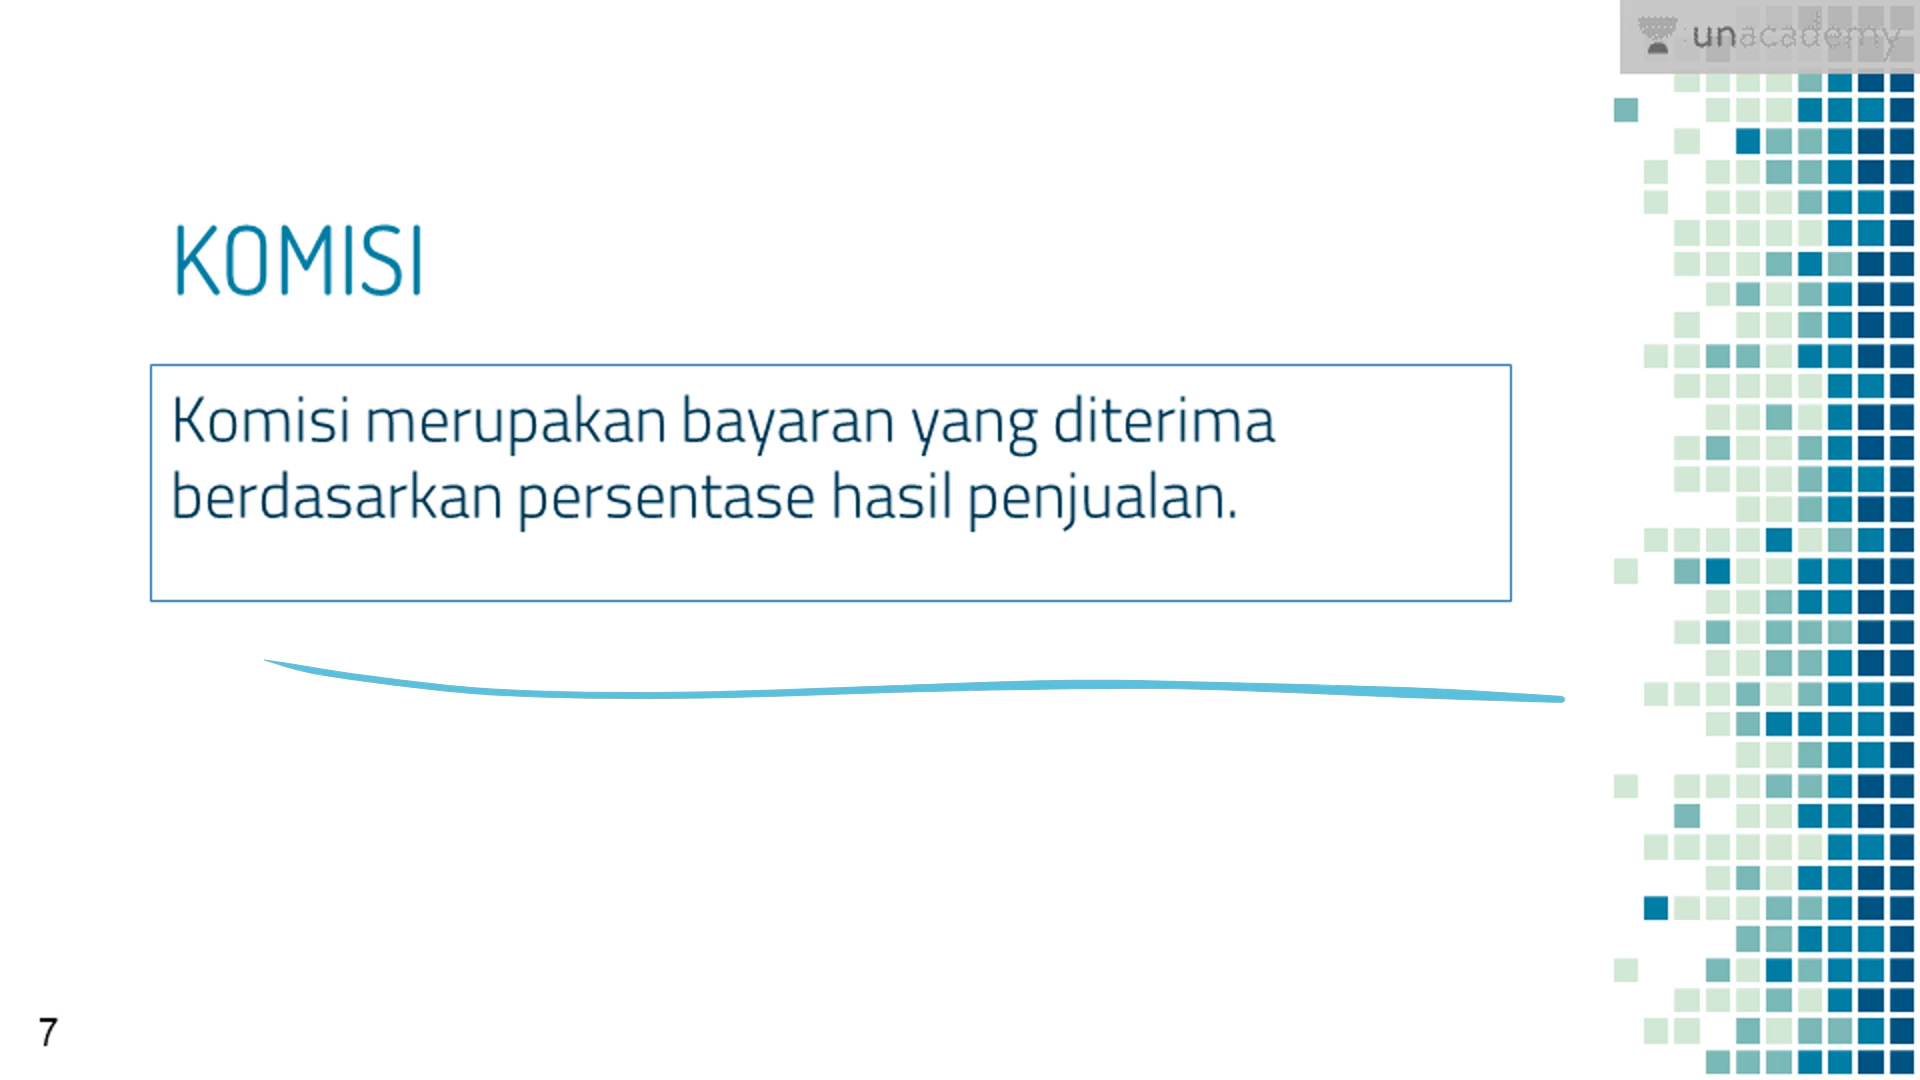 unacademy
KOMISI
Komisi merupakan bayaran yang diterima
berdasarkan persentase hasil penjualan.
7